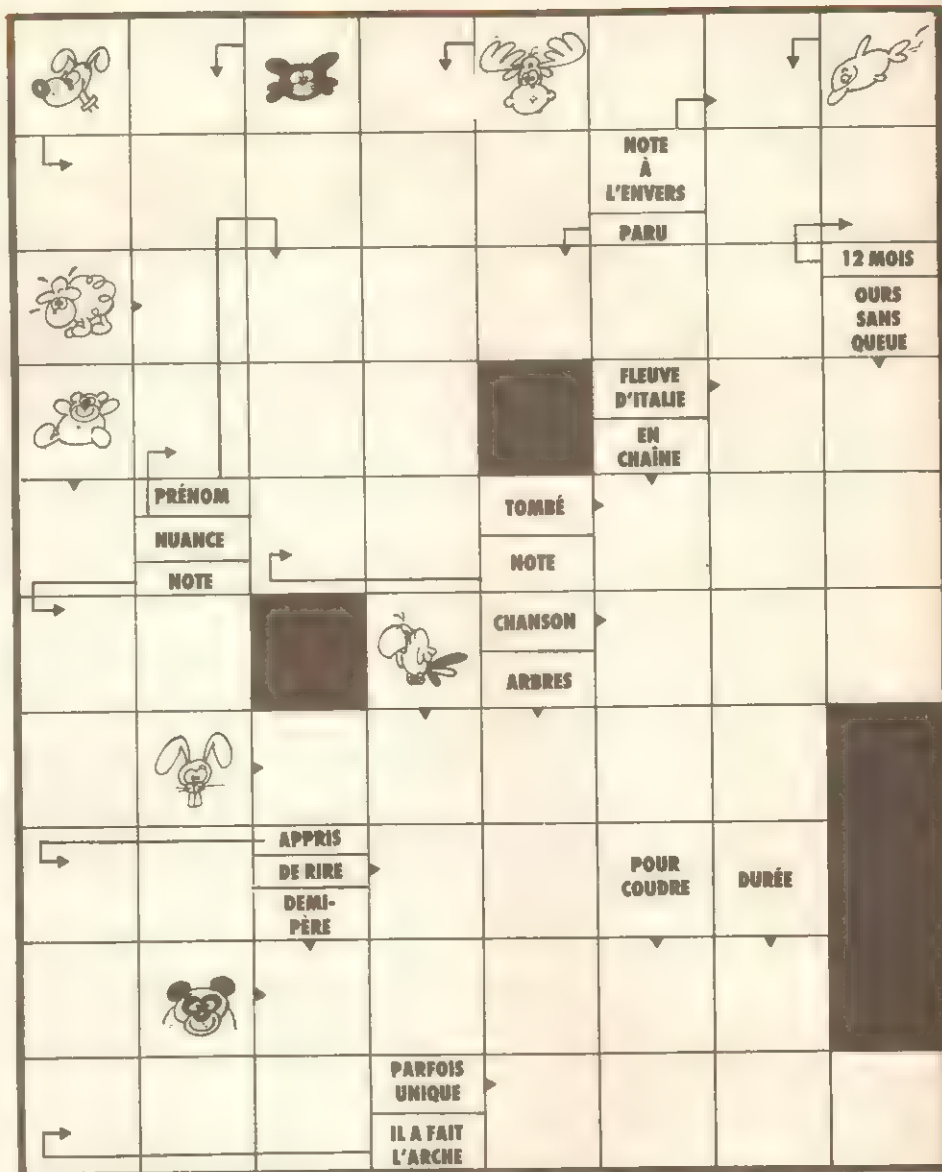 NOTE
À
L'ENVERS
PARU
12 MOIS
OURS
SANS
QUEUE
FLEUVE
D'ITALIE
EN
CHAÎNE
PRÉNOM
NUANCE
NOTE
TOMBÉ
NOTE
CHANSON
ARBRES
APPRIS
DE RIRE
DEMI-
PÈRE
POUR
COUDRE
DURÉE
PARFOIS
UNIQUE
IL A FAIT
L'ARCHE